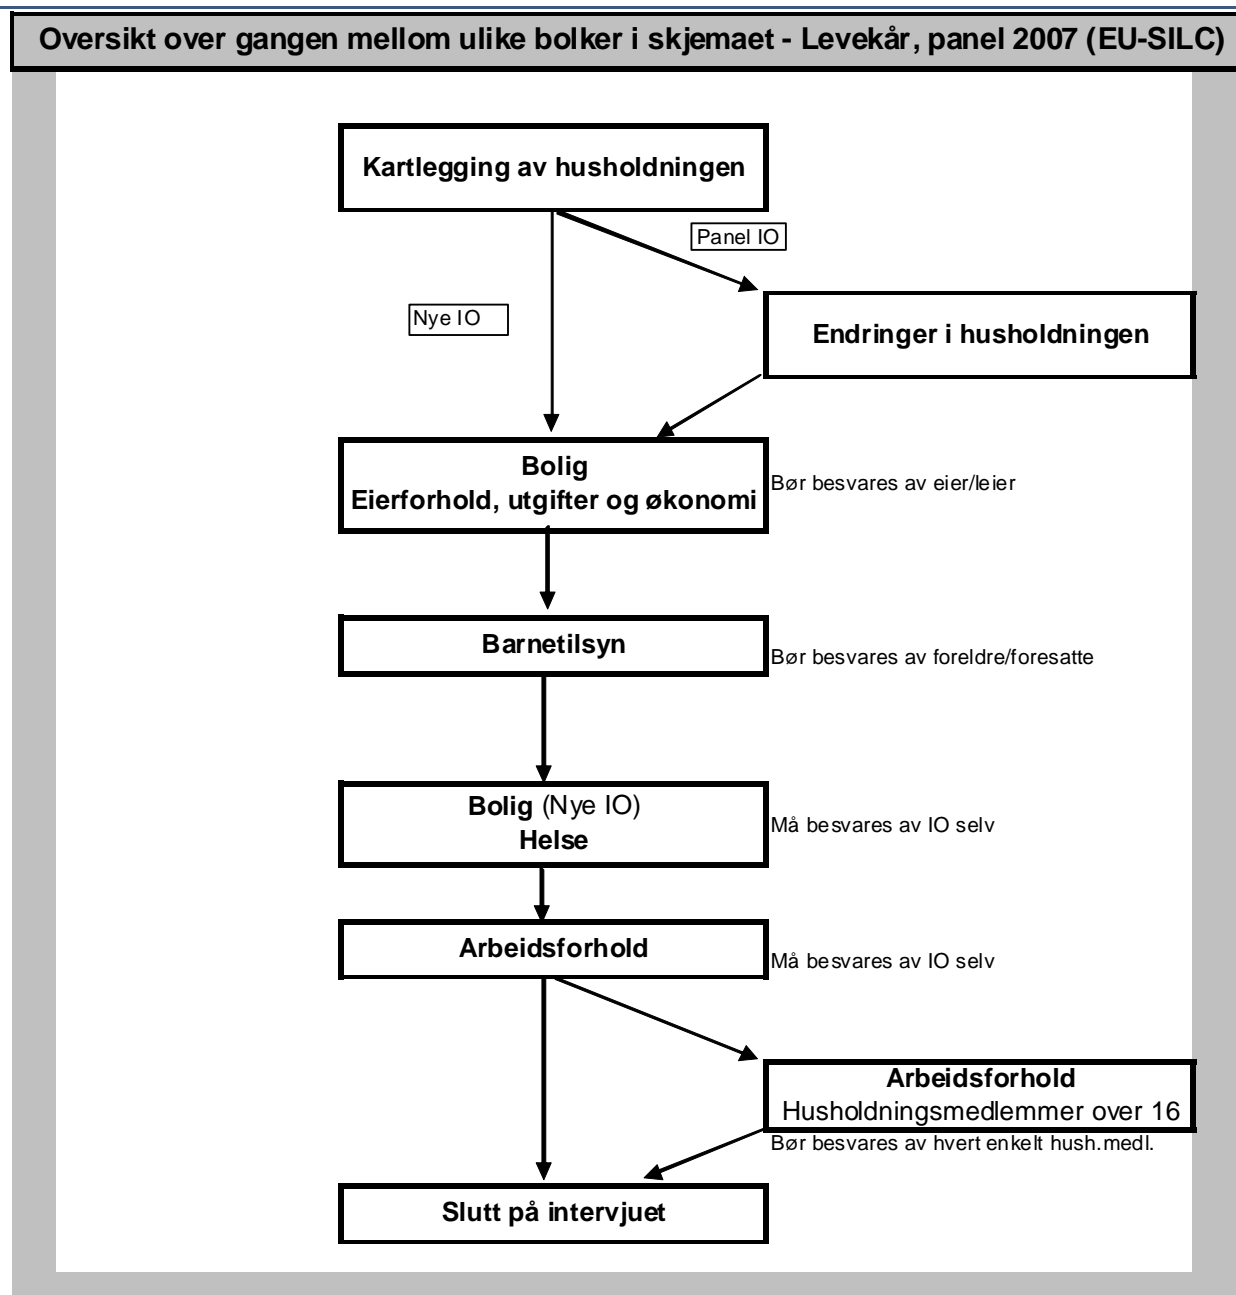 Oversikt over gangen mellom ulike bolker i skjemaet - Levekår, panel 2007 (EU-SILC)
Kartlegging av husholdningen
Panel IO
Nye IO
Endringer i husholdningen
Bolig
Eierforhold, utgifter og økonomi
Bør besvares av eier/leier
Barnetilsyn
Bør besvares av foreldre/foresatte
Bolig (Nye IO)
Helse
Må besvares av IO selv
Arbeidsforhold
Må besvares av IO selv
Arbeidsforhold
Husholdningsmedlemmer over 16
Bør besvares av hvert enkelt hush.medl.
Slutt på intervjuet